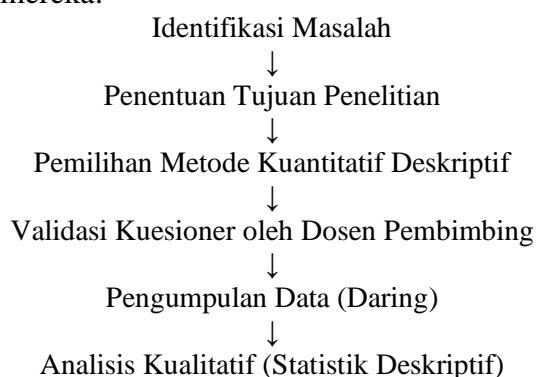 mereka.
Identifikasi Masalah
↓
Penentuan Tujuan Penelitian
↓
Pemilihan Metode Kuantitatif Deskriptif
↓
Validasi Kuesioner oleh Dosen Pembimbing
↓
Pengumpulan Data (Daring)
↓
Analisis Kualitatif (Statistik Deskriptif)